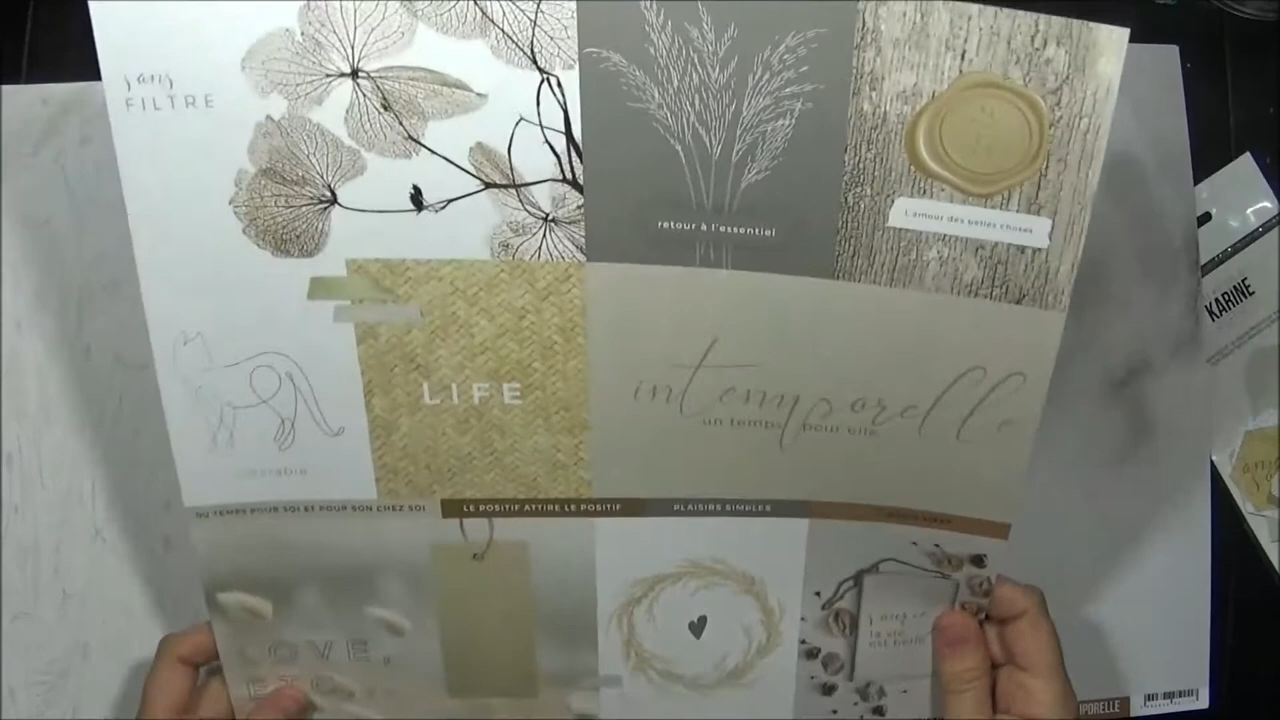 sans
FILTRE
retour à l'essentiel
L'amour des belles choses
KARINE
LIFE
intemporelle
un temps pour elle
DU TEMPS POUR SOI ET POUR SON CHEZ SOI
LE POSITIF ATTIRE LE POSITIF
PLAISIRS SIMPLES
LOVE,
la vie
est belle
IPORELLE